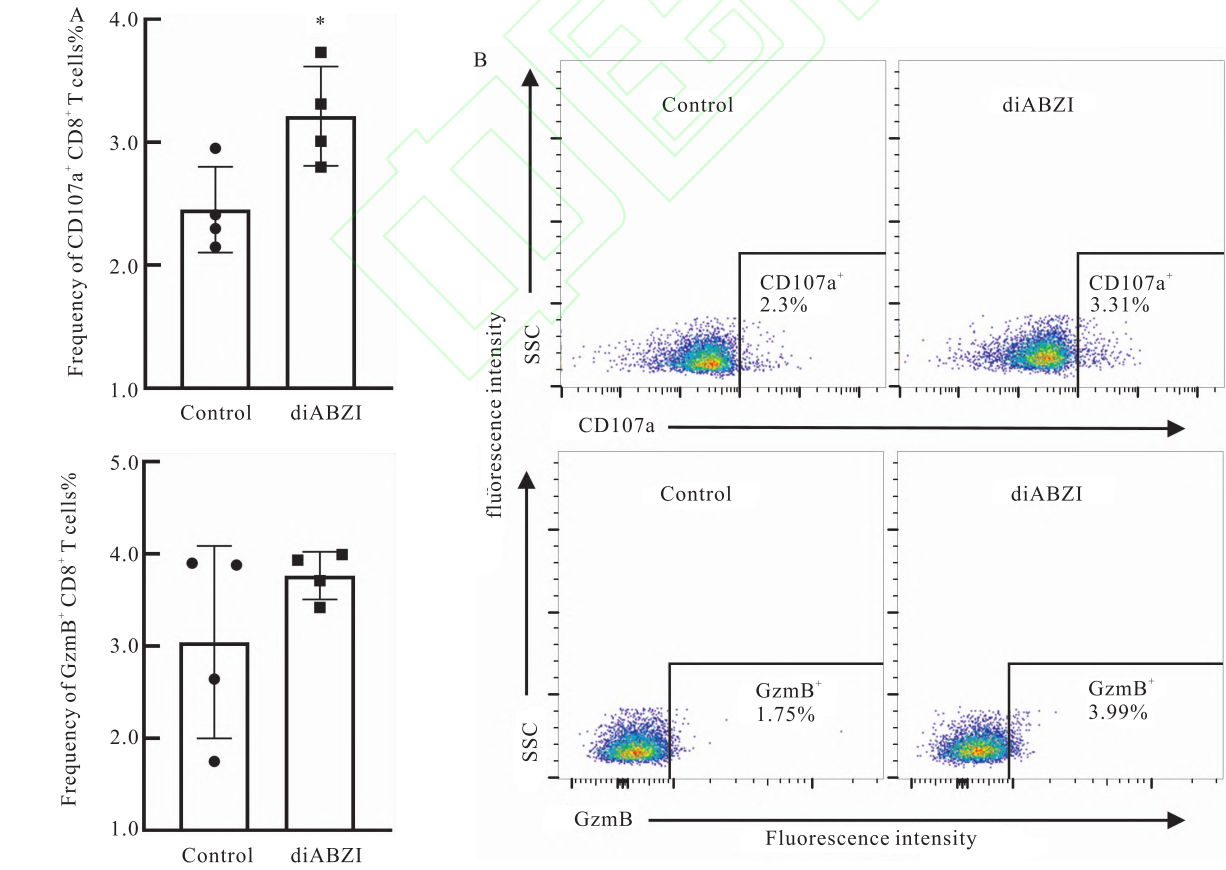 A
4.0
*
3.0
2.0
1.0
Frequency of CD107a⁺ CD8⁺ T cells%
Control
diABZI
5.0
4.0
3.0
2.0
1.0
Frequency of GzmB⁺ CD8⁺ T cells%
Control
diABZI
B
Control
diABZI
CD107a⁺
2.3%
CD107a⁺
3.31%
SSC
fluorescence intensity
CD107a
Control
diABZI
GzmB⁺
1.75%
GzmB⁺
3.99%
SSC
GzmB
Fluorescence intensity